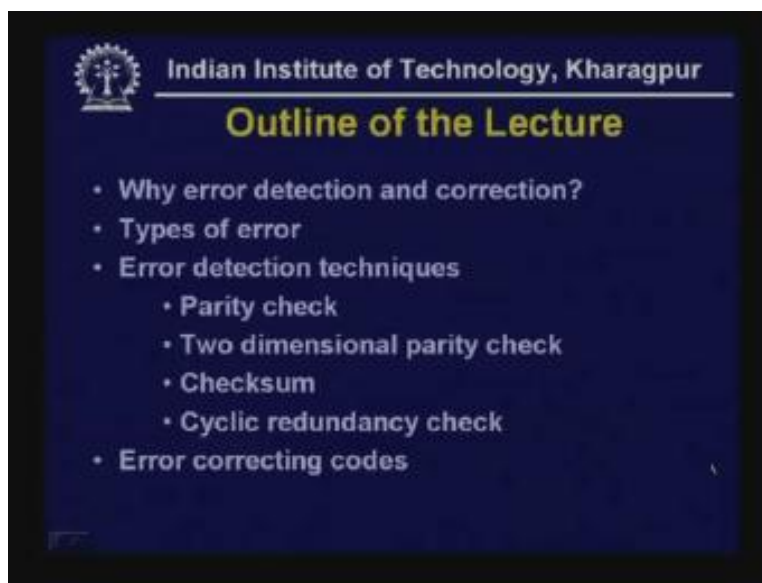 Indian Institute of Technology, Kharagpur
Outline of the Lecture
• Why error detection and correction?
• Types of error
• Error detection techniques
• Parity check
• Two dimensional parity check
• Checksum
• Cyclic redundancy check
• Error correcting codes